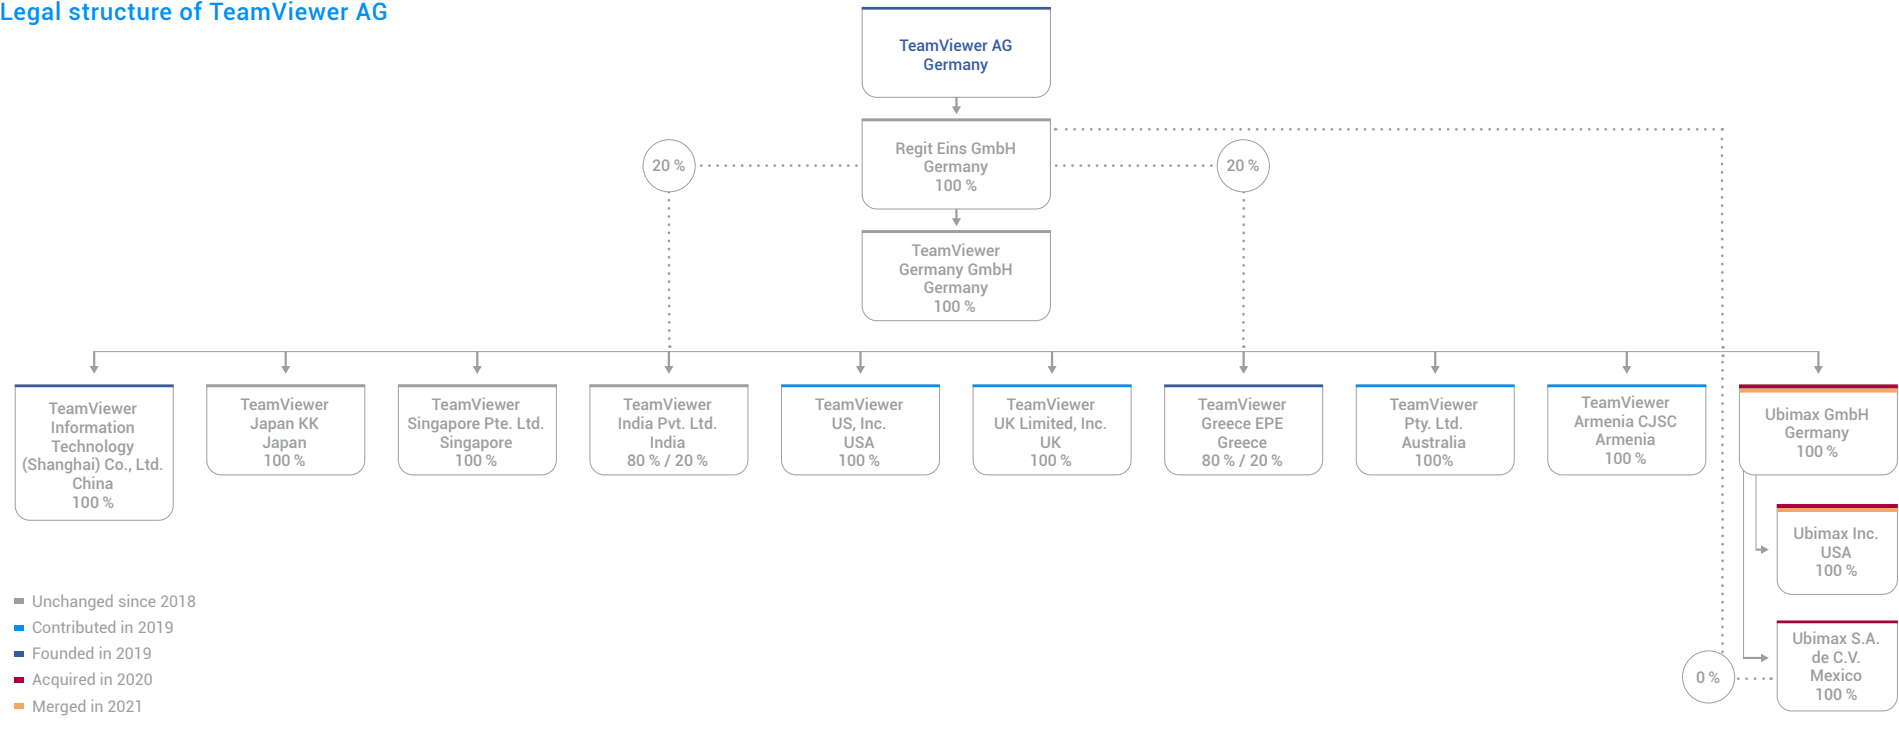 Legal structure of TeamViewer AG
TeamViewer AG
Germany
Regit Eins GmbH
Germany
100 %
20 %
20 %
TeamViewer
Germany GmbH
Germany
100 %
TeamViewer
Information
Technology
(Shanghai) Co., Ltd.
China
100 %
TeamViewer
Japan KK
Japan
100 %
TeamViewer
Singapore Pte. Ltd.
Singapore
100 %
TeamViewer
India Pvt. Ltd.
India
80 % / 20 %
TeamViewer
US, Inc.
USA
100 %
TeamViewer
UK Limited, Inc.
UK
100 %
TeamViewer
Greece EPE
Greece
80 % / 20 %
TeamViewer
Pty. Ltd.
Australia
100%
TeamViewer
Armenia CJSC
Armenia
100 %
Ubimax GmbH
Germany
100 %
Ubimax Inc.
USA
100 %
Ubimax S.A.
de C.V.
Mexico
100 %
0 %
Unchanged since 2018
Contributed in 2019
Founded in 2019
Acquired in 2020
Merged in 2021